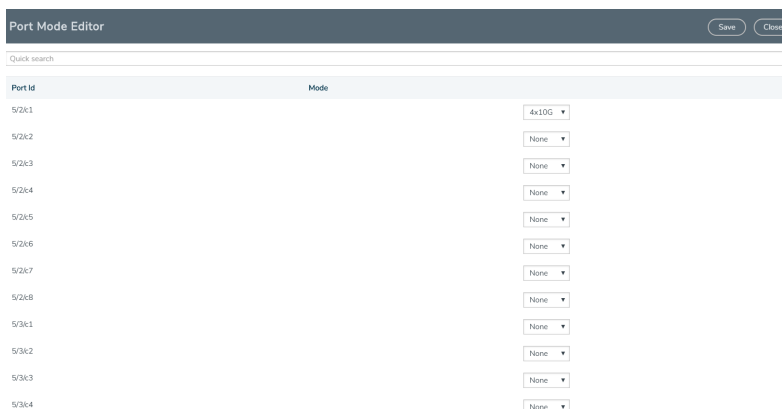 Port Mode Editor Save Close
Quick search
Port Id Mode
5/2/c1 4x10G
5/2/c2 None
5/2/c3 None
5/2/c4 None
5/2/c5 None
5/2/c6 None
5/2/c7 None
5/2/c8 None
5/3/c1 None
5/3/c2 None
5/3/c3 None
5/3/c4 None